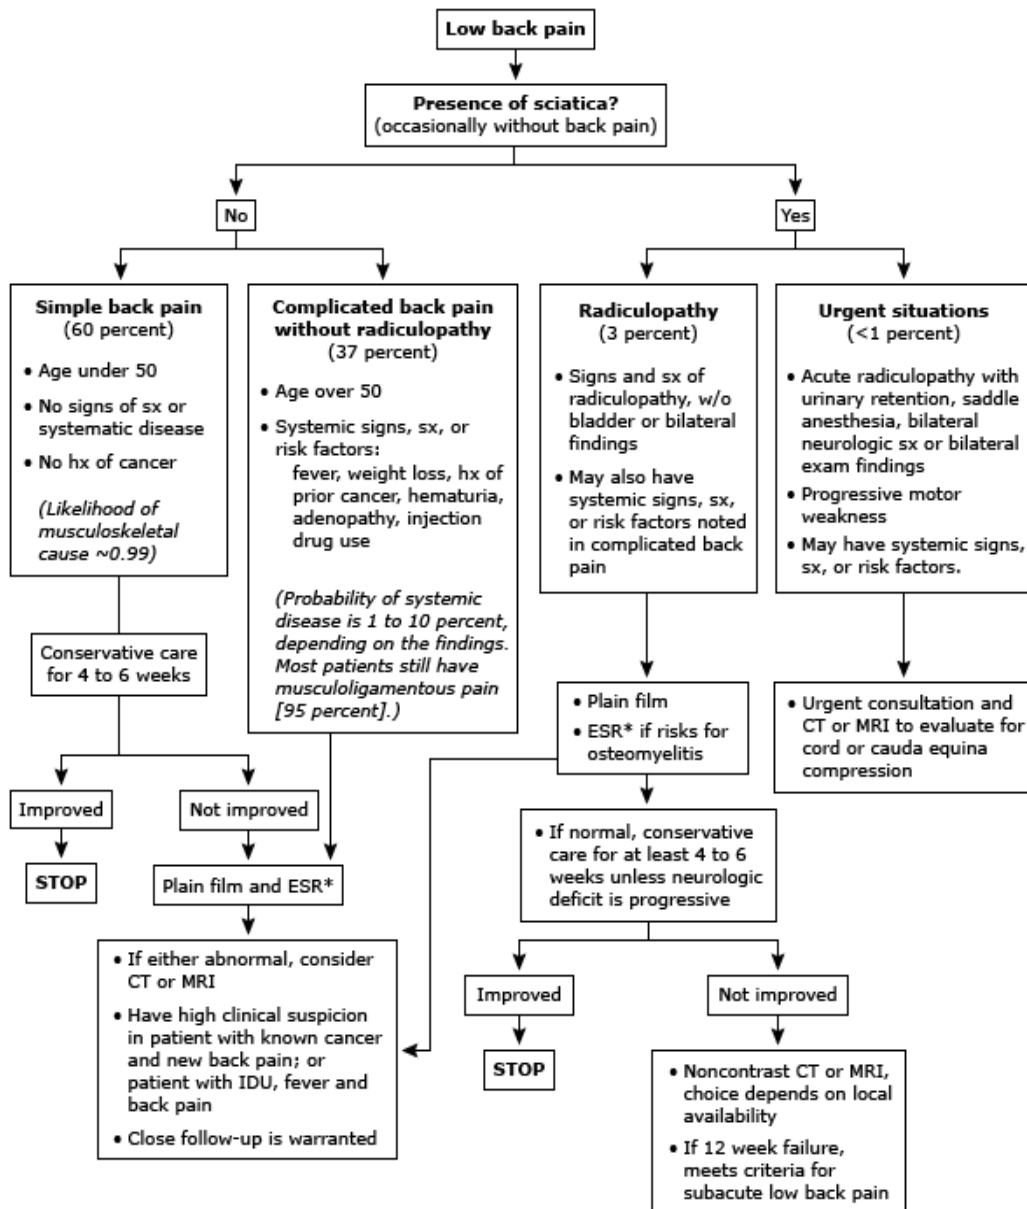 Low back pain
Presence of sciatica?
(occasionally without back pain)
No
Yes
Simple back pain
(60 percent)
• Age under 50
• No signs of sx or
systematic disease
• No hx of cancer
(Likelihood of
musculoskeletal
cause ~0.99)
Complicated back pain
without radiculopathy
(37 percent)
• Age over 50
• Systemic signs, sx, or
risk factors:
fever, weight loss, hx of
prior cancer, hematuria,
adenopathy, injection
drug use
(Probability of systemic
disease is 1 to 10 percent,
depending on the findings.
Most patients still have
musculoligamentous pain
[95 percent].)
Radiculopathy
(3 percent)
• Signs and sx of
radiculopathy, w/o
bladder or bilateral
findings
• May also have
systemic signs, sx,
or risk factors noted
in complicated back
pain
Urgent situations
(<1 percent)
• Acute radiculopathy with
urinary retention, saddle
anesthesia, bilateral
neurologic sx or bilateral
exam findings
• Progressive motor
weakness
• May have systemic signs,
sx, or risk factors.
Conservative care
for 4 to 6 weeks
• Plain film
• ESR* if risks for
osteomyelitis
• Urgent consultation and
CT or MRI to evaluate for
cord or cauda equina
compression
Improved
Not improved
STOP
Plain film and ESR*
• If normal, conservative
care for at least 4 to 6
weeks unless neurologic
deficit is progressive
• If either abnormal, consider
CT or MRI
• Have high clinical suspicion
in patient with known cancer
and new back pain; or
patient with IDU, fever and
back pain
• Close follow-up is warranted
Improved
Not improved
STOP
• Noncontrast CT or MRI,
choice depends on local
availability
• If 12 week failure,
meets criteria for
subacute low back pain